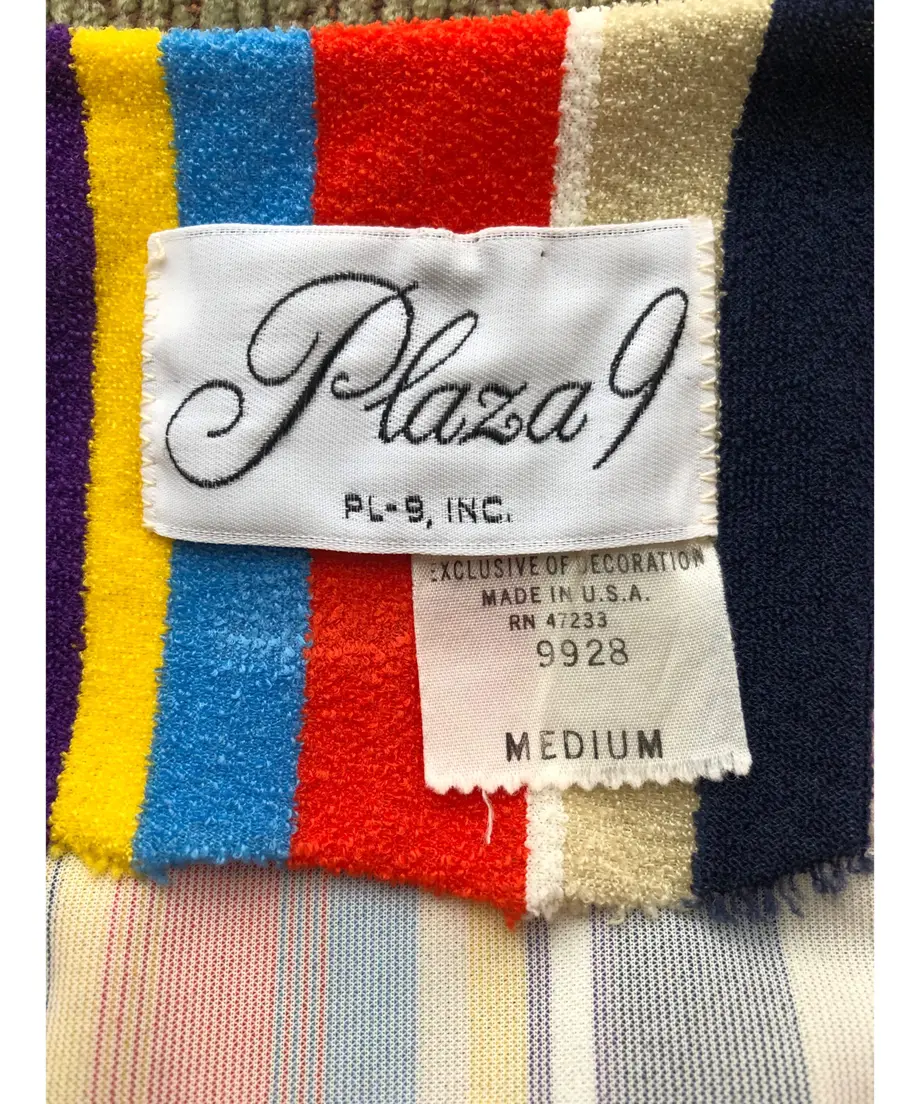 Plaza 9
PL-9, INC.
EXCLUSIVE OF DECORATION
MADE IN U.S.A.
RN 47233
9928
MEDIUM